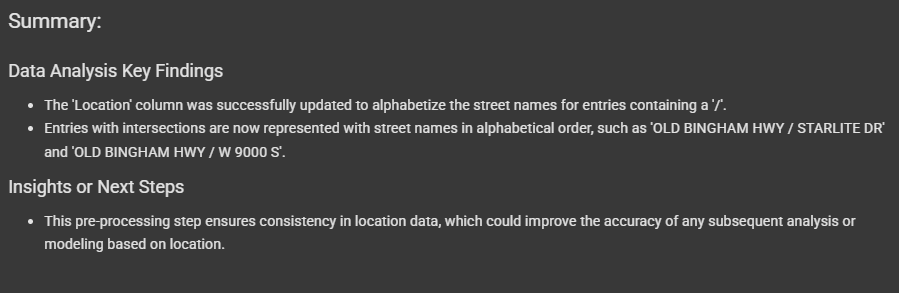 Summary:
Data Analysis Key Findings
• The 'Location' column was successfully updated to alphabetize the street names for entries containing a '/'.
• Entries with intersections are now represented with street names in alphabetical order, such as 'OLD BINGHAM HWY / STARLITE DR'
and 'OLD BINGHAM HWY / W 9000 S'.
Insights or Next Steps
• This pre-processing step ensures consistency in location data, which could improve the accuracy of any subsequent analysis or
modeling based on location.